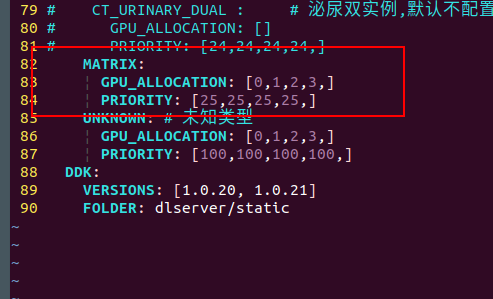 79 #    CT_URINARY_DUAL :     # 泌尿双实例,默认不配置
80 #      GPU_ALLOCATION: []
81 #      PRIORITY: [24,24,24,24,]
82     MATRIX:
83     ¦ GPU_ALLOCATION: [0,1,2,3,]
84     ¦ PRIORITY: [25,25,25,25,]
85     UNKNOWN: # 未知类型
86     ¦ GPU_ALLOCATION: [0,1,2,3,]
87     ¦ PRIORITY: [100,100,100,100,]
88   DDK:
89     VERSIONS: [1.0.20, 1.0.21]
90     FOLDER: dlserver/static
~
~
~
~